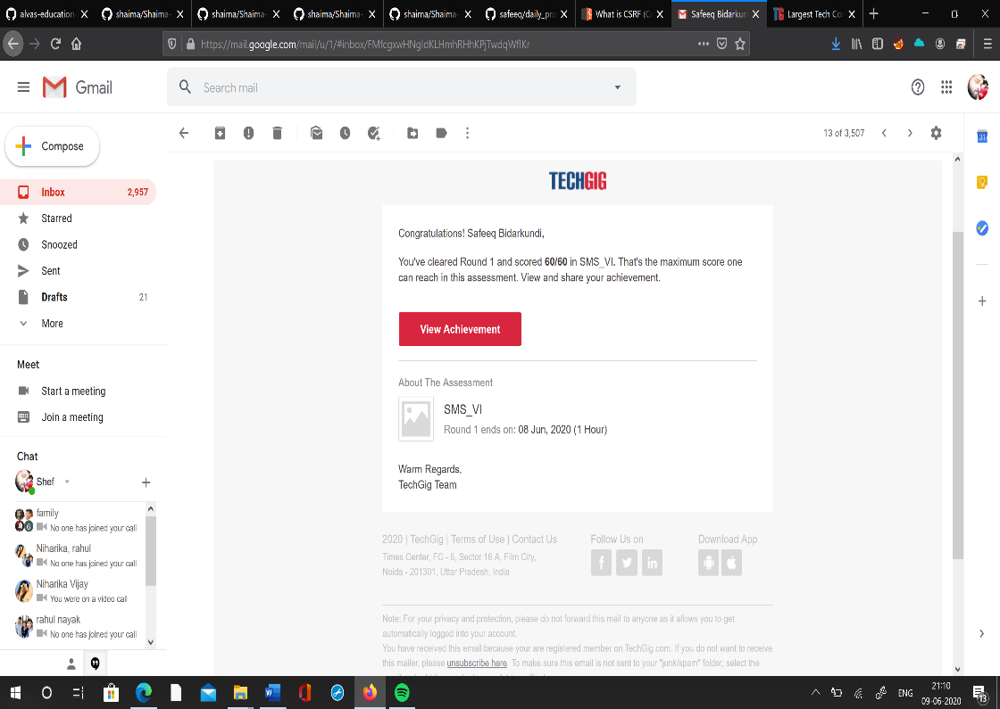 alvas-education
shaima/Shaima-
shaima/Shaima-
shaima/Shaima-
shaima/Shaima-
safeeq/daily_pro
What is CSRF (C
Safeeq Bidarkun
Largest Tech Co
https://mail.google.com/mail/u/1/#inbox/
Gmail
Search mail
Compose
13 of 3,507
31
Inbox 2,957
Starred
Snoozed
Sent
Drafts 21
More
Meet
Start a meeting
Join a meeting
Chat
Shef
family
6 No one has joined your call
Niharika, rahul
No one has joined your call
Niharika Vijay
You were on a video call
rahul nayak
No one has joined your call
TECHGIG
Congratulations! Safeeq Bidarkundi,
You've cleared Round 1 and scored 60/60 in SMS_VI. That's the maximum score one
can reach in this assessment. View and share your achievement.
View Achievement
About The Assessment
SMS_VI
Round 1 ends on: 08 Jun, 2020 (1 Hour)
Warm Regards,
TechGig Team
2020 | TechGig | Terms of Use | Contact Us
Times Center, FC - 6, Sector 16 A, Film City,
Noida - 201301, Uttar Pradesh, India
Follow Us on
Download App
Note: For your privacy and protection, please do not forward this mail to anyone as it allows you to get
automatically logged into your account.
You have received this email because your are registered member on TechGig.com. If you do not want to receive
this mailer, please unsubscribe here. To make sure this email is not sent to your "junk/spam" folder, select the
ENG
21:10
09-06-2020
13